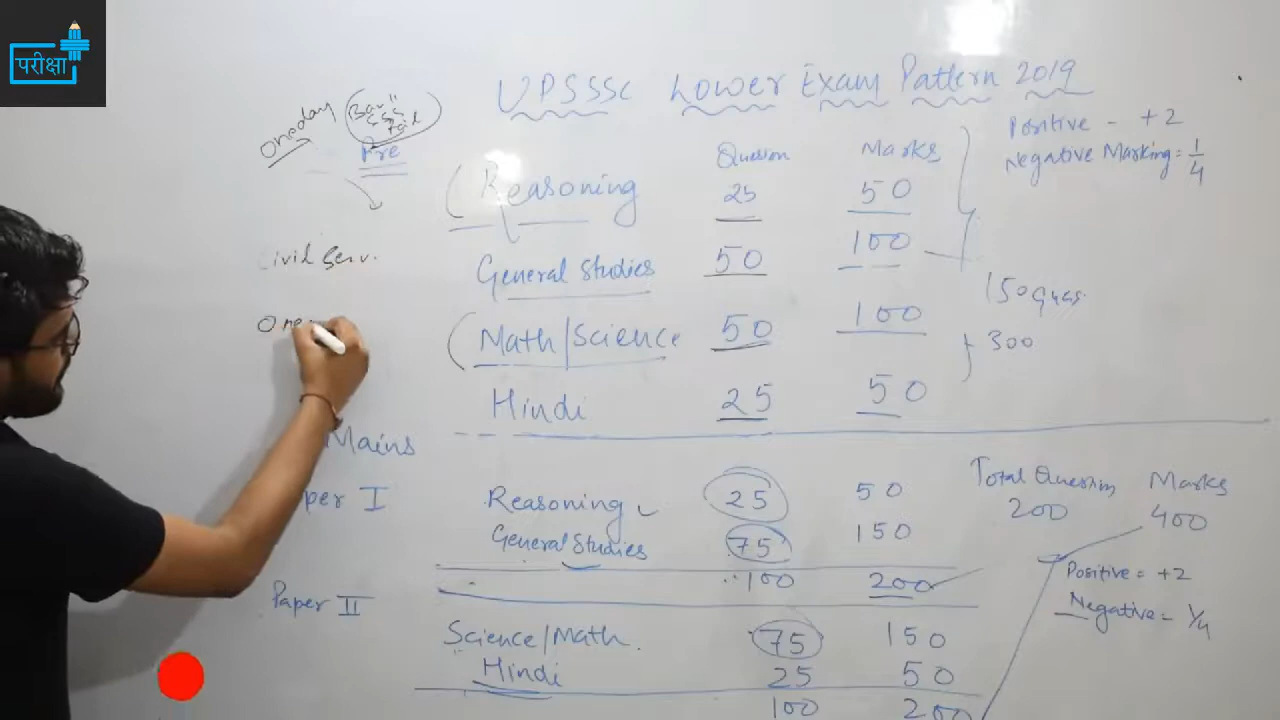 परीक्षा
UPSSSC Lower Exam Pattern 2019
Oneday
Pre
Question Marks
Reasoning 25 50
General Studies 50 100
Math/Science 50 100
Hindi 25 50
Positive - +2
Negative Marking = 1/4
150 Ques.
300
Civil Serv.
One
Mains
per I
Reasoning 25 50
General Studies 75 150
100 200
Paper II
Science/Math 75 150
Hindi 25 50
100 200
Total Question Marks
200 400
Positive = +2
Negative = 1/4